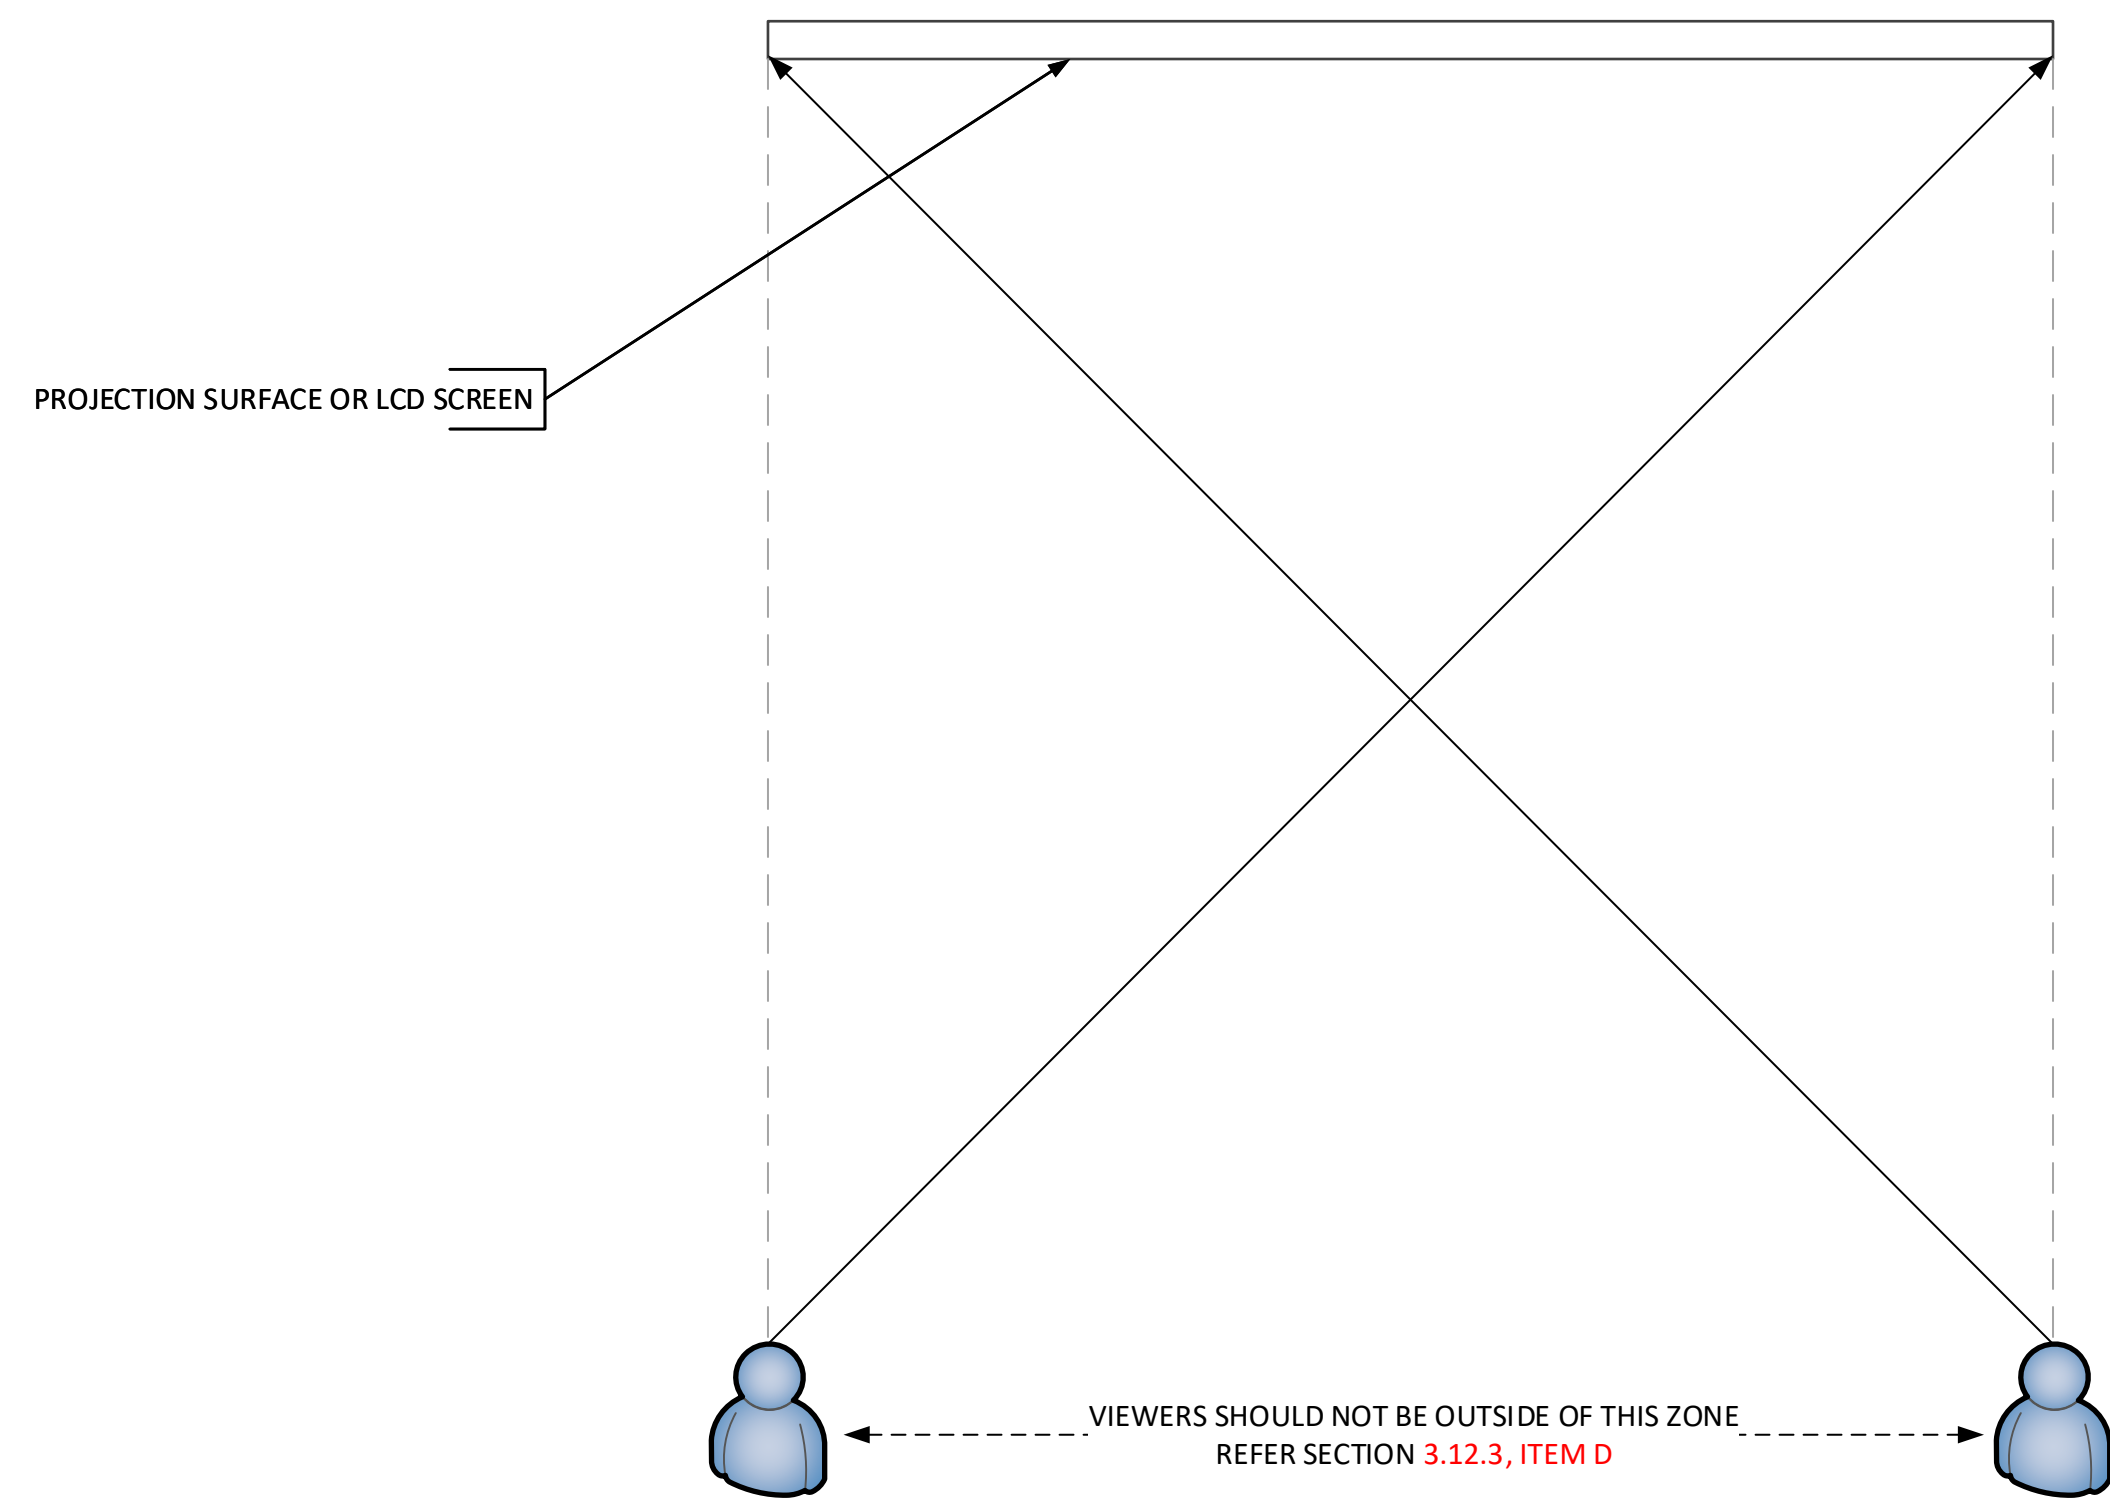 PROJECTION SURFACE OR LCD SCREEN
VIEWERS SHOULD NOT BE OUTSIDE OF THIS ZONE
REFER SECTION 3.12.3, ITEM D